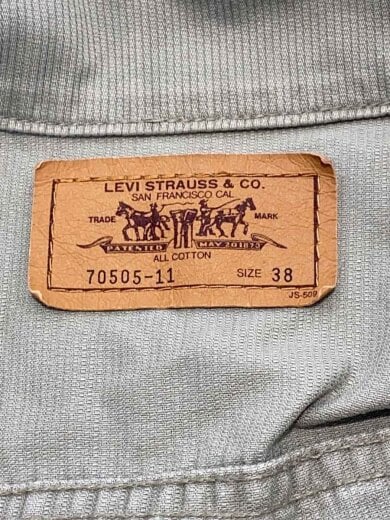 LEVI STRAUSS & CO.
SAN FRANCISCO CAL
TRADE MARK
PATENTED MAY 20 1873
ALL COTTON
70505-11 SIZE 38
JS-509